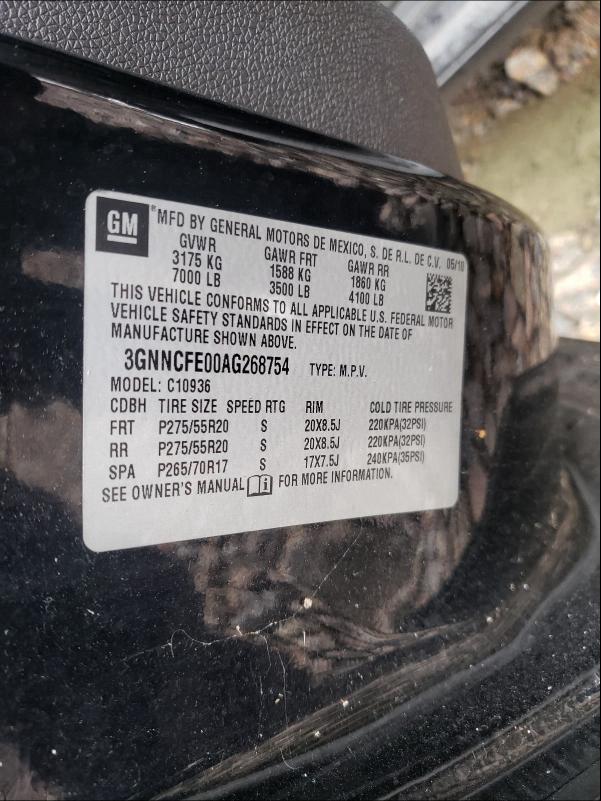 GM
MFD BY GENERAL MOTORS DE MEXICO, S. DE R.L. DE C.V. 05/10
GVWR GAWR FRT GAWR RR
3175 KG 1588 KG 1860 KG
7000 LB 3500 LB 4100 LB
THIS VEHICLE CONFORMS TO ALL APPLICABLE U.S. FEDERAL MOTOR
VEHICLE SAFETY STANDARDS IN EFFECT ON THE DATE OF
MANUFACTURE SHOWN ABOVE.
3GNNCFE00AG268754 TYPE: M.P.V.
MODEL: C10936
CDBH TIRE SIZE SPEED RTG RIM COLD TIRE PRESSURE
FRT P275/55R20 S 20X8.5J 220KPA(32PSI)
RR P275/55R20 S 20X8.5J 220KPA(32PSI)
SPA P265/70R17 S 17X7.5J 240KPA(35PSI)
SEE OWNER'S MANUAL FOR MORE INFORMATION.